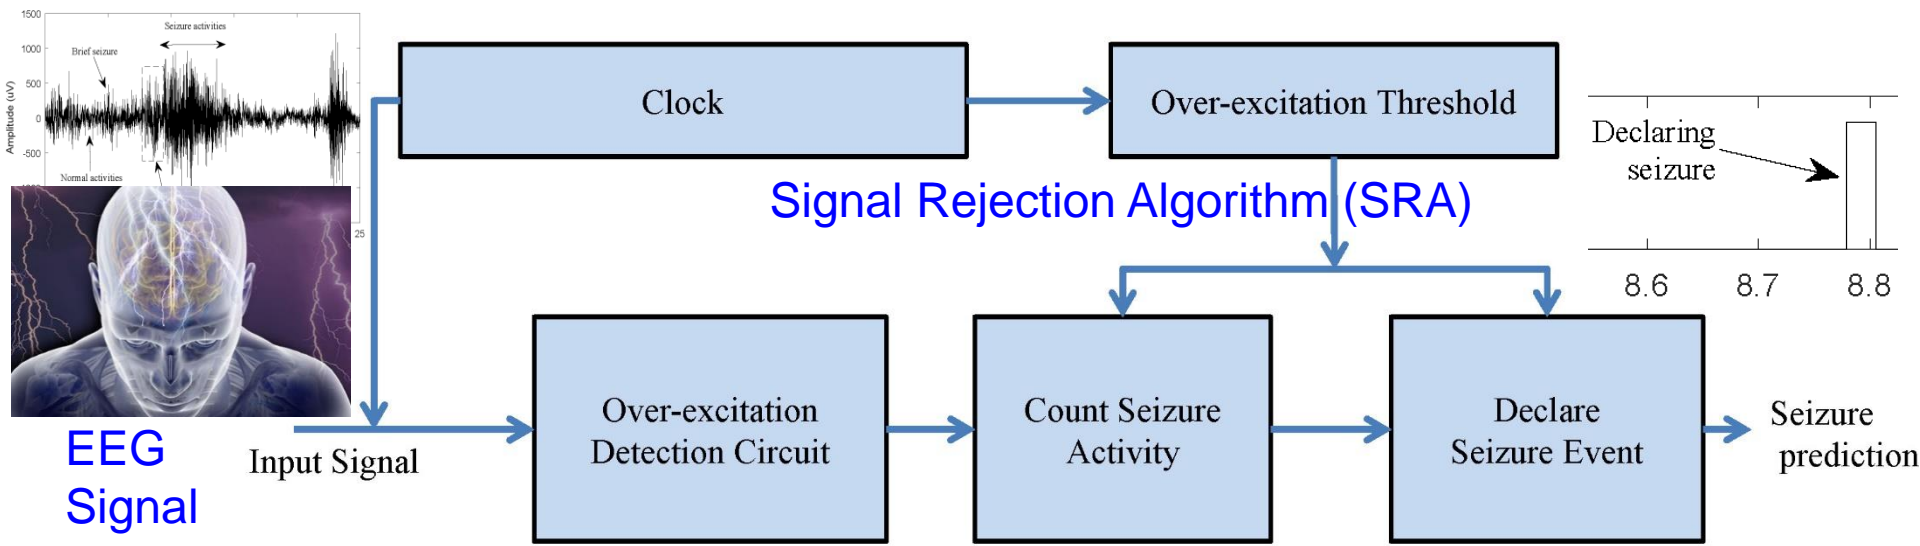 1500
1000
500
0
-500
Amplitude (uV)
Seizure activities
Brief seizure
Normal activities
25
Clock
Over-excitation Threshold
Signal Rejection Algorithm (SRA)
Declaring
seizure
8.6 8.7 8.8
EEG
Signal
Input Signal
Over-excitation
Detection Circuit
Count Seizure
Activity
Declare
Seizure Event
Seizure
prediction